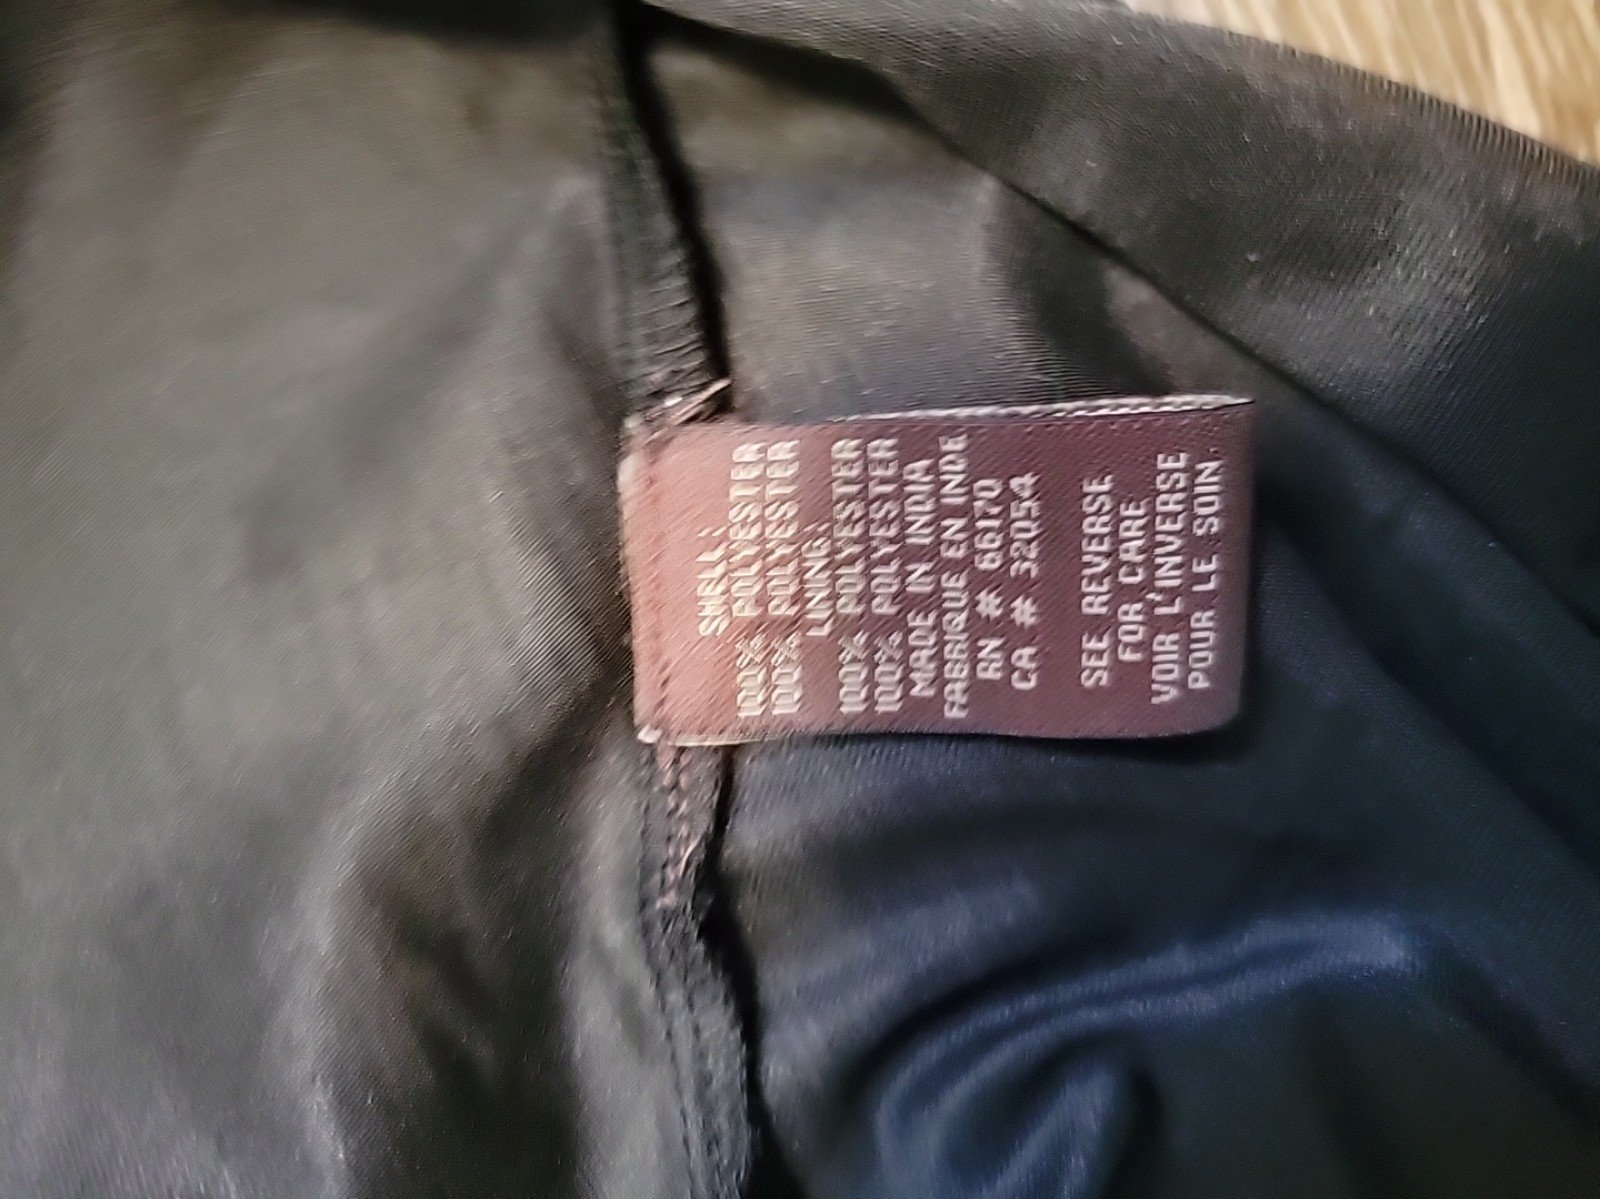 SHELL:
100% POLYESTER
100% POLYESTER
LINING:
100% POLYESTER
100% POLYESTER
MADE IN INDIA
FABRIQUE EN INDE
RN # 66170
CA # 32054
SEE REVERSE
FOR CARE
VOIR L'INVERSE
POUR LE SOIN